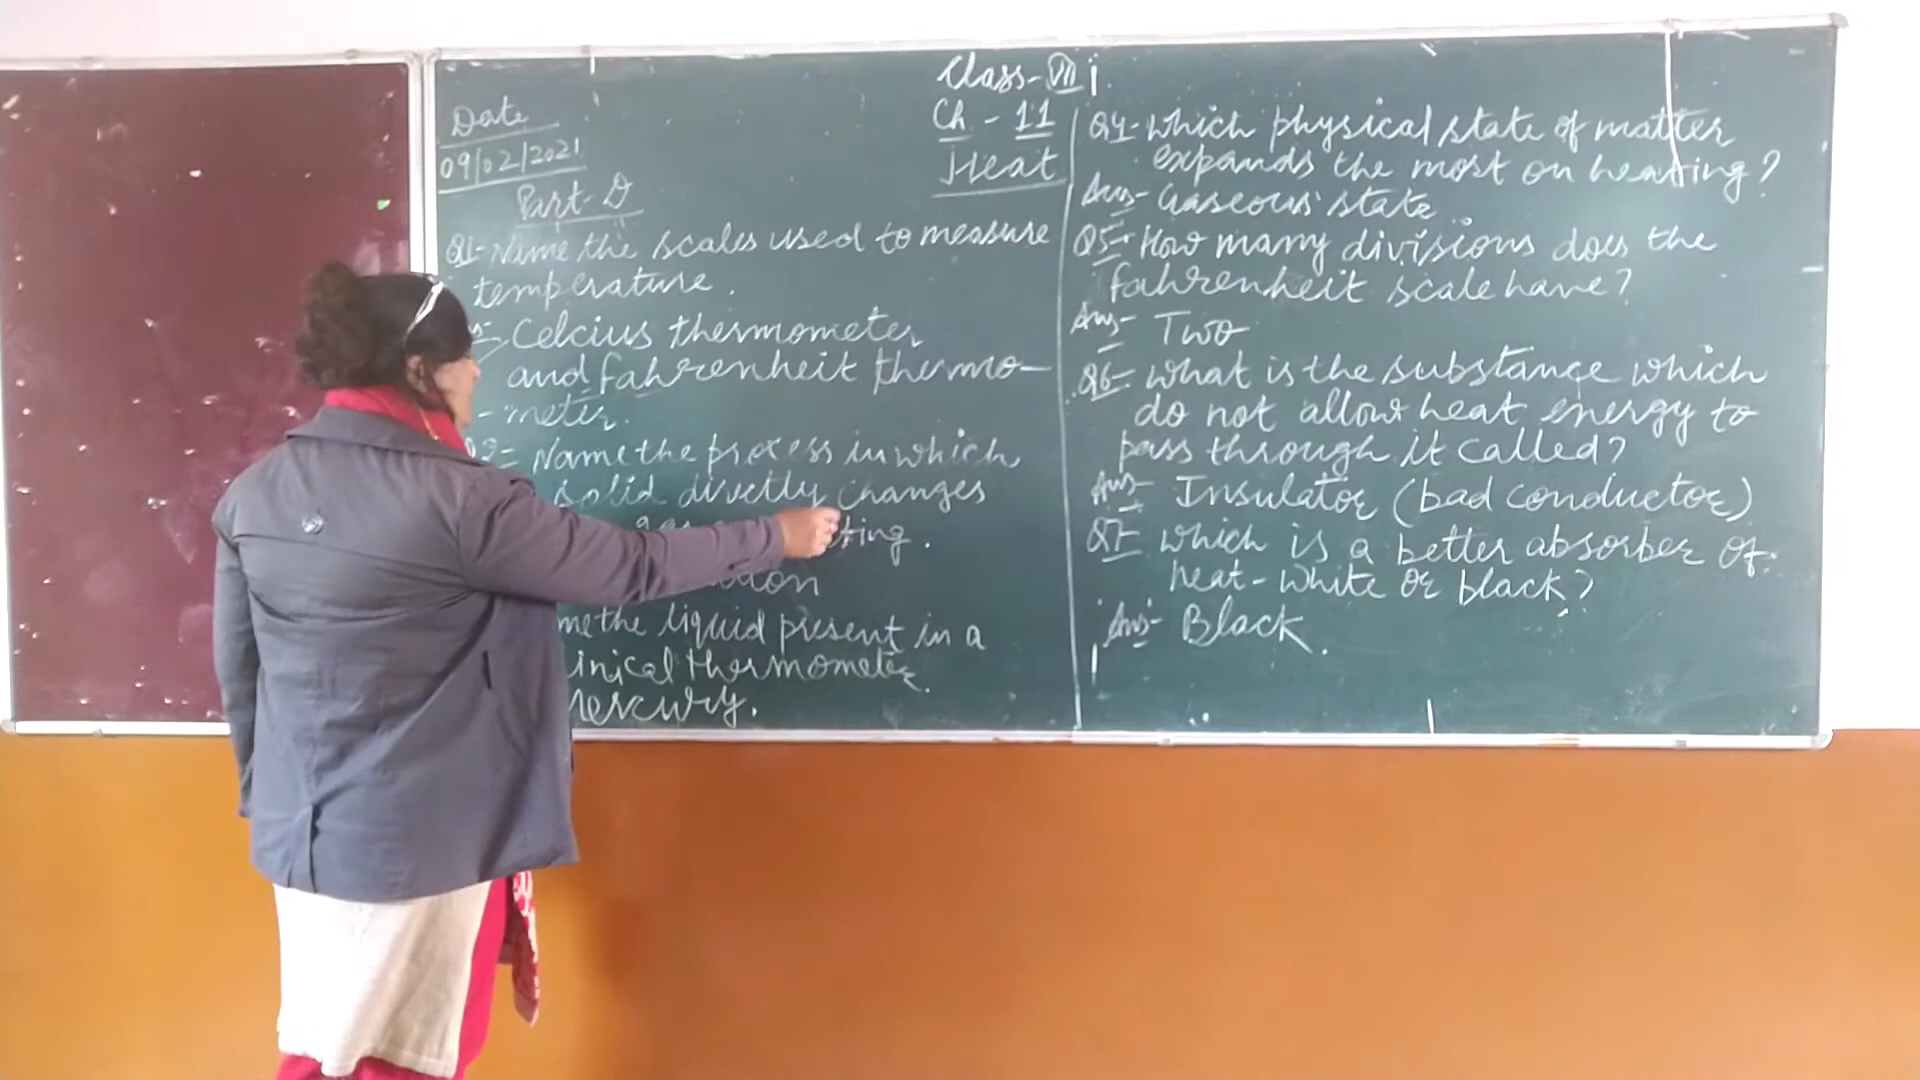 Class-VII
Ch - 11
Heat
Date
09/02/2021
Part-D
Q1- Name the scales used to measure
temperature.
Celcius thermometer
and fahrenheit thermo-
-meter.
Name the process in which
solid directly changes
ting.
me the liquid present in a
inical thermometer.
ercury.
Q4- Which physical state of matter
expands the most on heating?
Ans- Gaseous state
Q5- How many divisions does the
fahrenheit scale have?
Ans- Two
Q6- What is the substance which
do not allow heat energy to
pass through it called?
Ans- Insulator (bad conductor)
Q7- Which is a better absorber of
heat - white or black?
Ans- Black.